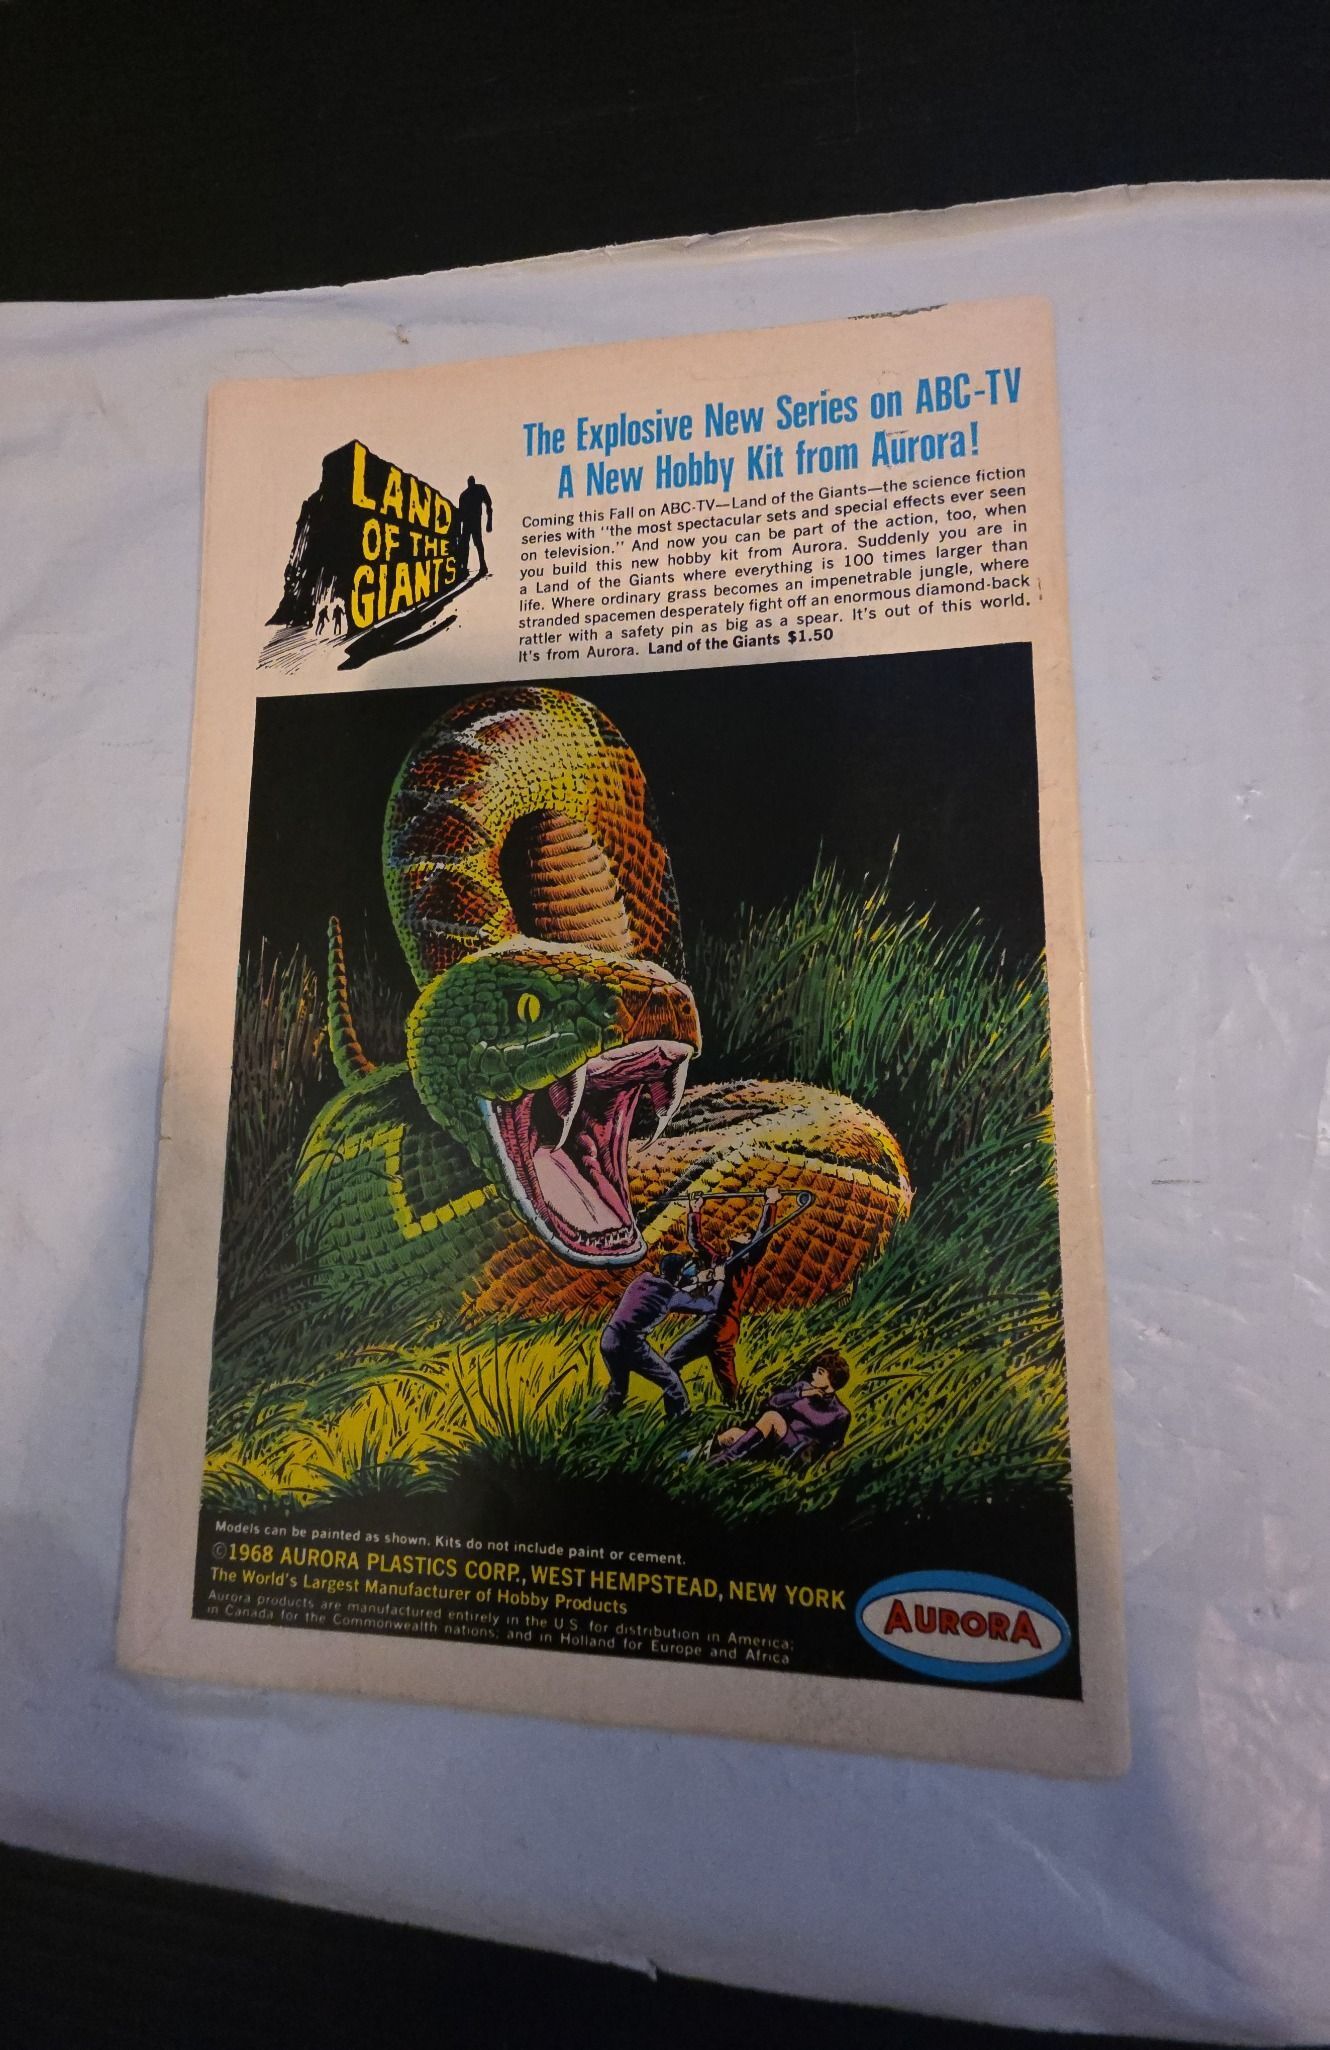 LAND
OF THE
GIANTS
The Explosive New Series on ABC-TV
A New Hobby Kit from Aurora!
Coming this Fall on ABC-TV—Land of the Giants—the science fiction
series with "the most spectacular sets and special effects ever seen
on television." And now you can be part of the action, too, when
you build this new hobby kit from Aurora. Suddenly you are in
a Land of the Giants where everything is 100 times larger than
life. Where ordinary grass becomes an impenetrable jungle, where
stranded spacemen desperately fight off an enormous diamond-back
rattler with a safety pin as big as a spear. It's out of this world.
It's from Aurora. Land of the Giants $1.50
Models can be painted as shown. Kits do not include paint or cement.
©1968 AURORA PLASTICS CORP., WEST HEMPSTEAD, NEW YORK
The World's Largest Manufacturer of Hobby Products
Aurora products are manufactured entirely in the U.S. for distribution in America;
in Canada for the Commonwealth nations; and in Holland for Europe and Africa
AURORA